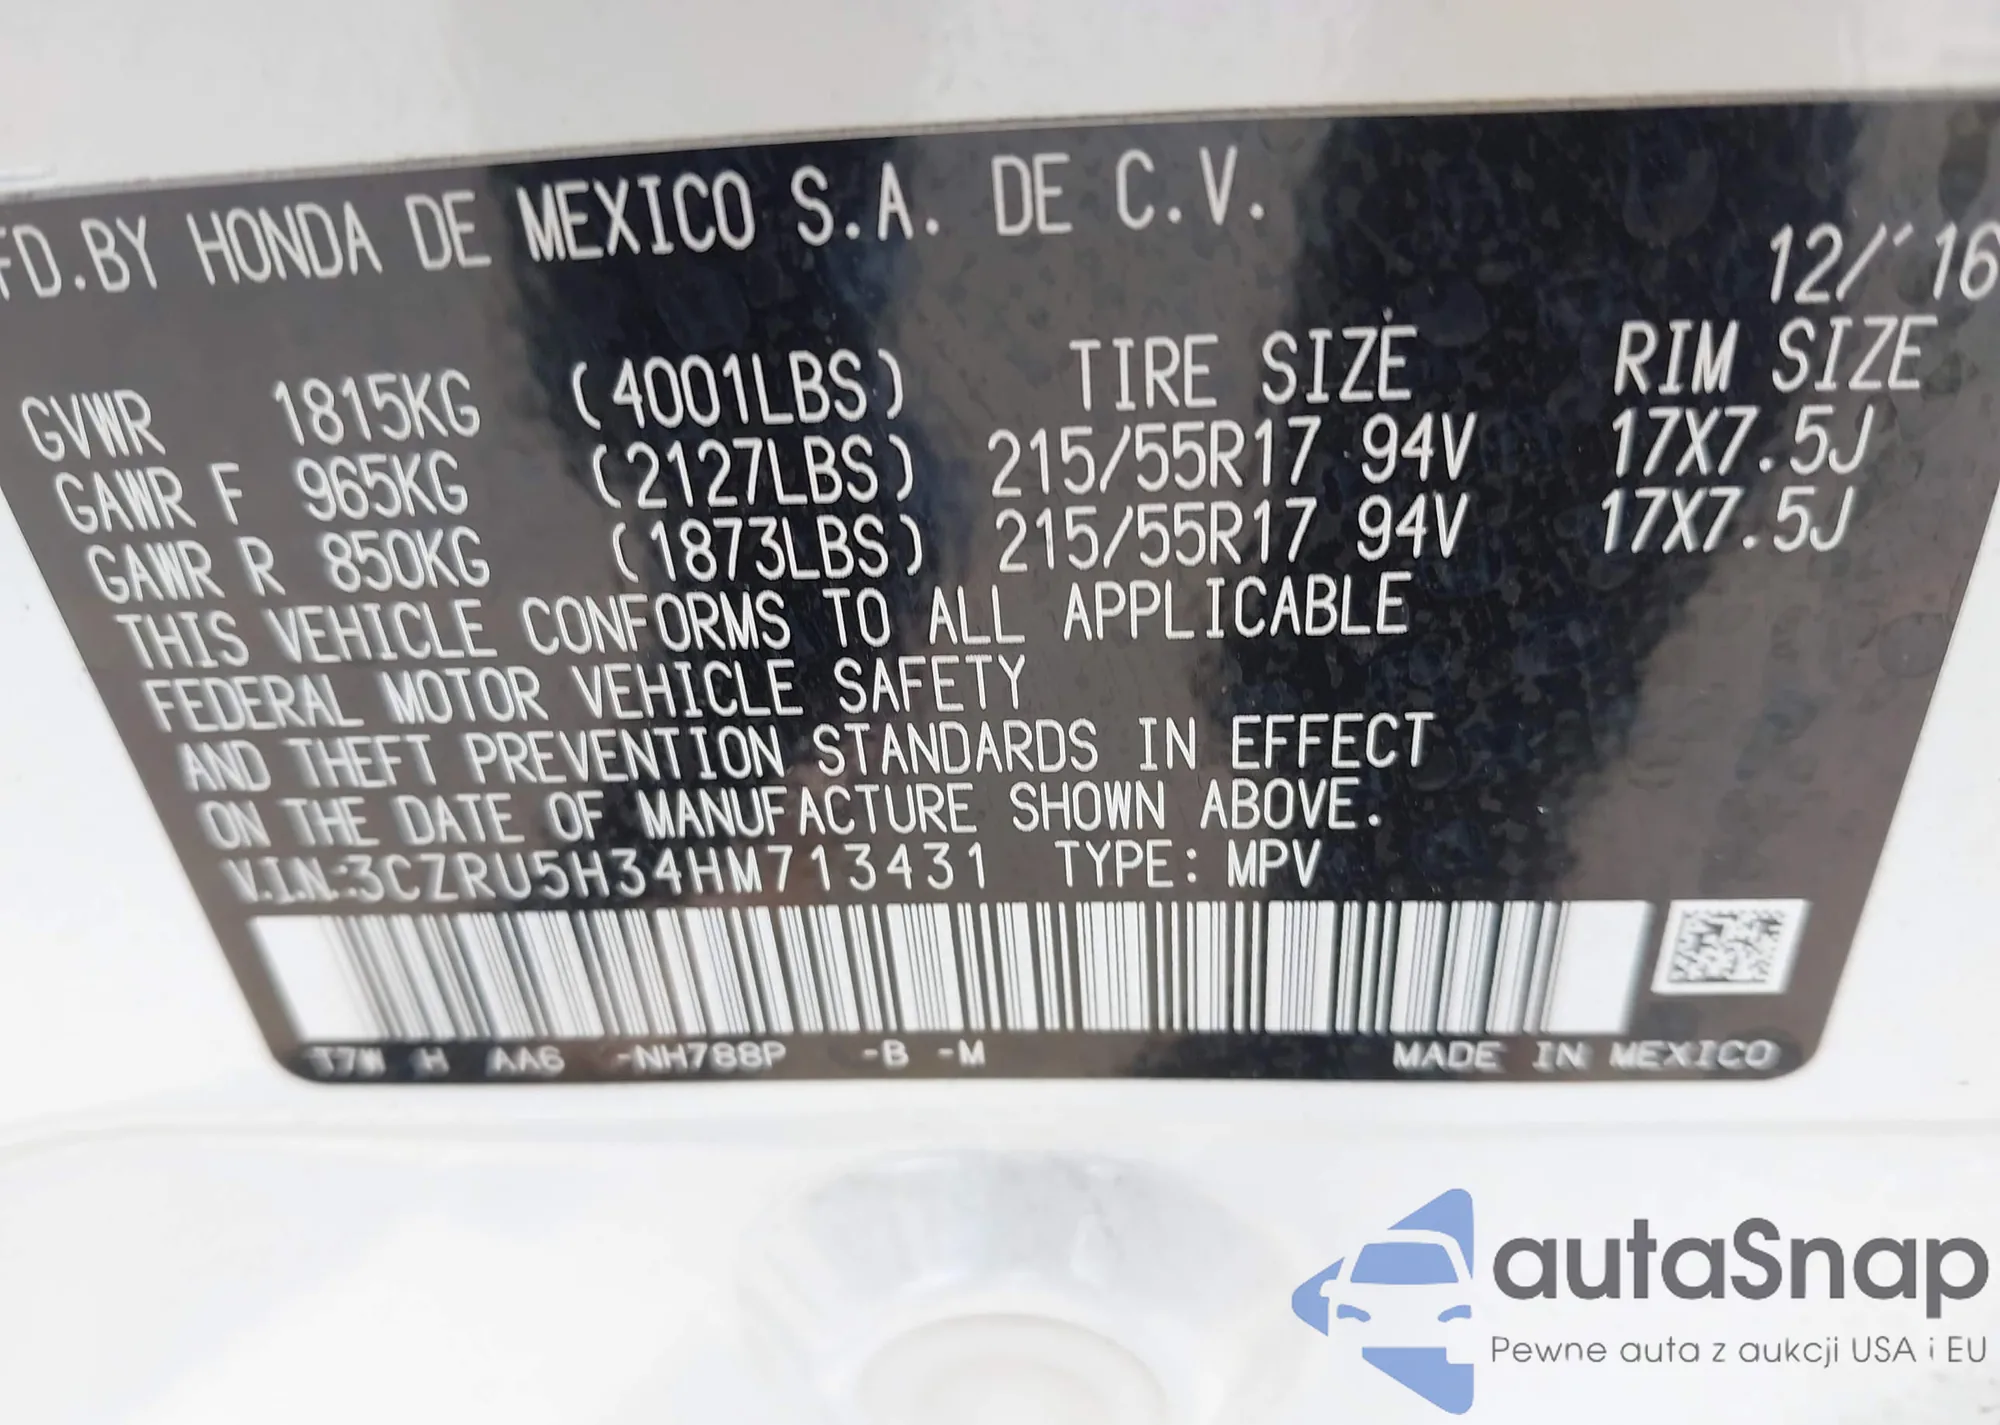 FD.BY HONDA DE MEXICO S.A. DE C.V.
12/'16
TIRE SIZE RIM SIZE
GVWR 1815KG (4001LBS)
GAWR F 965KG (2127LBS) 215/55R17 94V 17X7.5J
GAWR R 850KG (1873LBS) 215/55R17 94V 17X7.5J
THIS VEHICLE CONFORMS TO ALL APPLICABLE
FEDERAL MOTOR VEHICLE SAFETY
AND THEFT PREVENTION STANDARDS IN EFFECT
ON THE DATE OF MANUFACTURE SHOWN ABOVE.
V.I.N.:3CZRU5H34HM713431 TYPE: MPV
T7W H AA6 -NH788P -B -M MADE IN MEXICO
autaSnap
Pewne auta z aukcji USA i EU